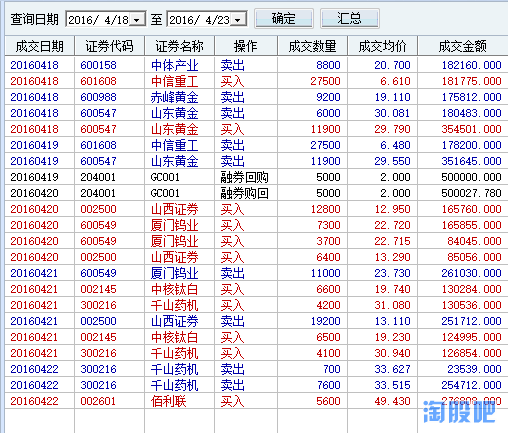 查询日期 2016/ 4/18 至 2016/ 4/23 确定 汇总
成交日期 证券代码 证券名称 操作 成交数量 成交均价 成交金额
20160418 600158 中体产业 卖出 8800 20.700 182160.000
20160418 601608 中信重工 买入 27500 6.610 181775.000
20160418 600988 赤峰黄金 卖出 9200 19.110 175812.000
20160418 600547 山东黄金 卖出 6000 30.081 180483.000
20160418 600547 山东黄金 买入 11900 29.790 354501.000
20160419 601608 中信重工 卖出 27500 6.480 178200.000
20160419 600547 山东黄金 卖出 11900 29.550 351645.000
20160419 204001 GC001 融券回购 5000 2.000 500000.000
20160420 204001 GC001 融券购回 5000 2.000 500027.780
20160420 002500 山西证券 买入 12800 12.950 165760.000
20160420 600549 厦门钨业 买入 7300 22.720 165855.000
20160420 600549 厦门钨业 买入 3700 22.715 84045.000
20160420 002500 山西证券 买入 6400 13.290 85056.000
20160421 600549 厦门钨业 卖出 11000 23.730 261030.000
20160421 002145 中核钛白 买入 6600 19.740 130284.000
20160421 300216 千山药机 买入 4200 31.080 130536.000
20160421 002500 山西证券 卖出 19200 13.110 251712.000
20160421 002145 中核钛白 买入 6500 19.230 124995.000
20160421 300216 千山药机 买入 4100 30.940 126854.000
20160422 300216 千山药机 卖出 700 33.627 23539.000
20160422 300216 千山药机 卖出 7600 33.515 254712.000
20160422 002601 佰利联 买入 5600 49.430 276808.000
淘股吧